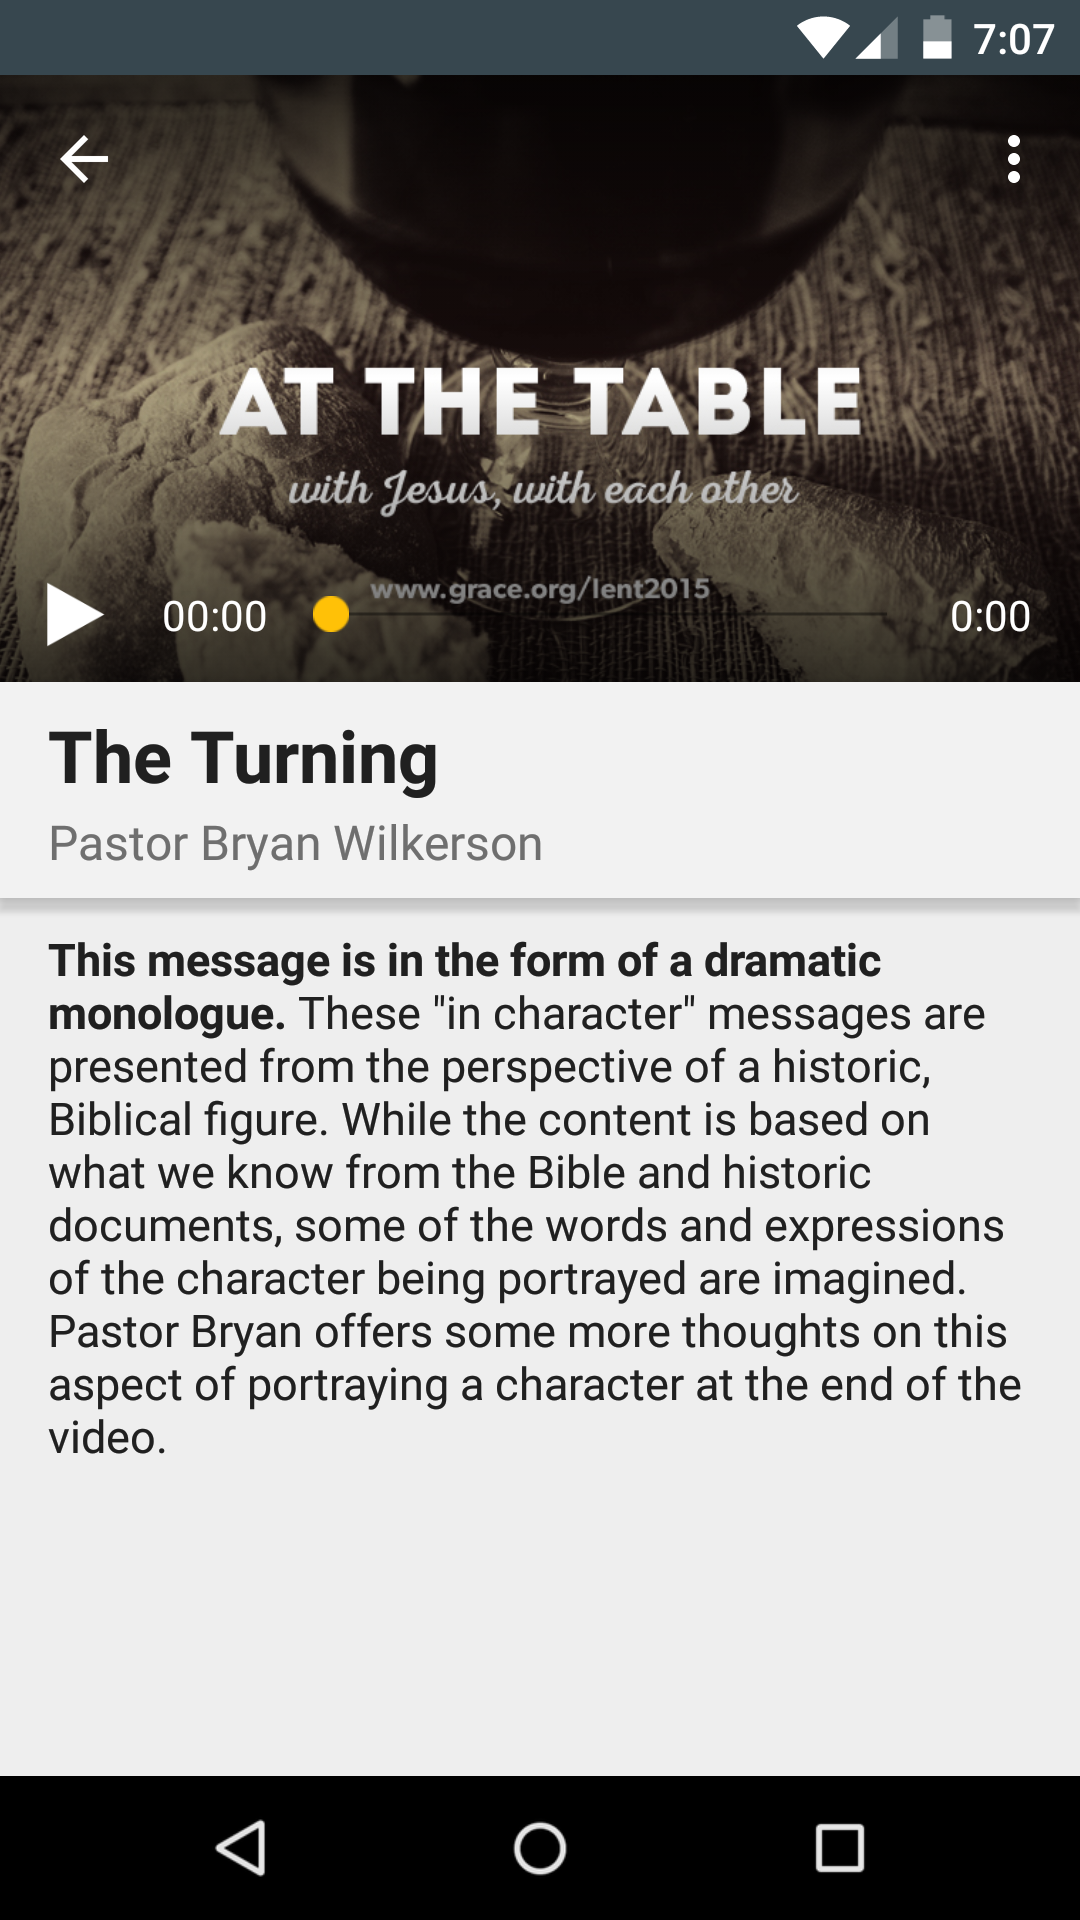 7:07
AT THE TABLE
with Jesus, with each other
www.grace.org/lent2015
00:00
0:00
The Turning
Pastor Bryan Wilkerson
This message is in the form of a dramatic
monologue. These "in character" messages are
presented from the perspective of a historic,
Biblical figure. While the content is based on
what we know from the Bible and historic
documents, some of the words and expressions
of the character being portrayed are imagined.
Pastor Bryan offers some more thoughts on this
aspect of portraying a character at the end of the
video.